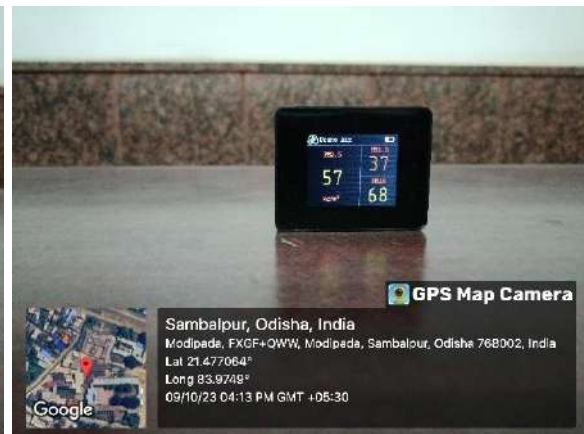 PM2.5
57
37
68
GPS Map Camera
Sambalpur, Odisha, India
Modipada, FXGF+QWW, Modipada, Sambalpur, Odisha 768002, India
Lat 21.477064°
Long 83.9749°
09/10/23 04:13 PM GMT +05:30
Google